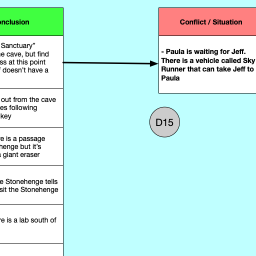 onclusion
Sanctuary"
e cave, but find
ss at this point
f doesn't have a
out from the cave
es following
key
re is a passage
henge but it's
a giant eraser
e Stonehenge tells
sit the Stonehenge
re is a lab south of
Conflict / Situation
- Paula is waiting for Jeff.
There is a vehicle called Sky
Runner that can take Jeff to
Paula
D15